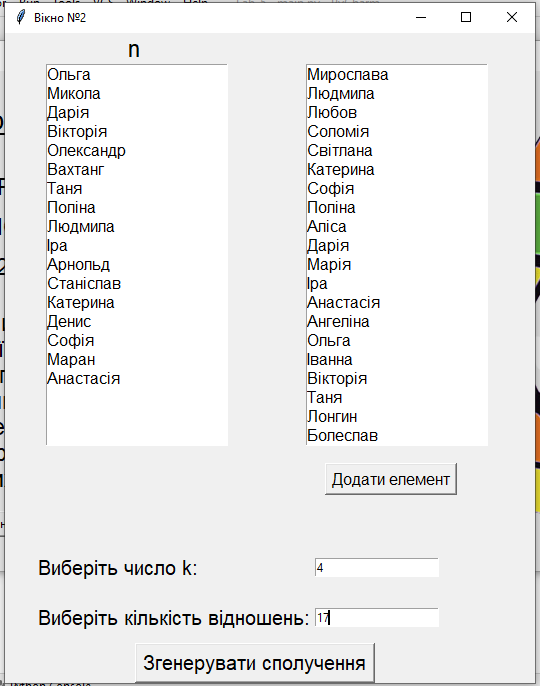 Вікно №2
n
Ольга
Микола
Дарія
Вікторія
Олександр
Вахтанг
Таня
Поліна
Людмила
Іра
Арнольд
Станіслав
Катерина
Денис
Софія
Маран
Анастасія
Мирослава
Людмила
Любов
Соломія
Світлана
Катерина
Софія
Поліна
Аліса
Дарія
Марія
Іра
Анастасія
Ангеліна
Ольга
Іванна
Вікторія
Таня
Лонгин
Болеслав
Додати елемент
Виберіть число k: 4
Виберіть кількість відношень: 17
Згенерувати сполучення